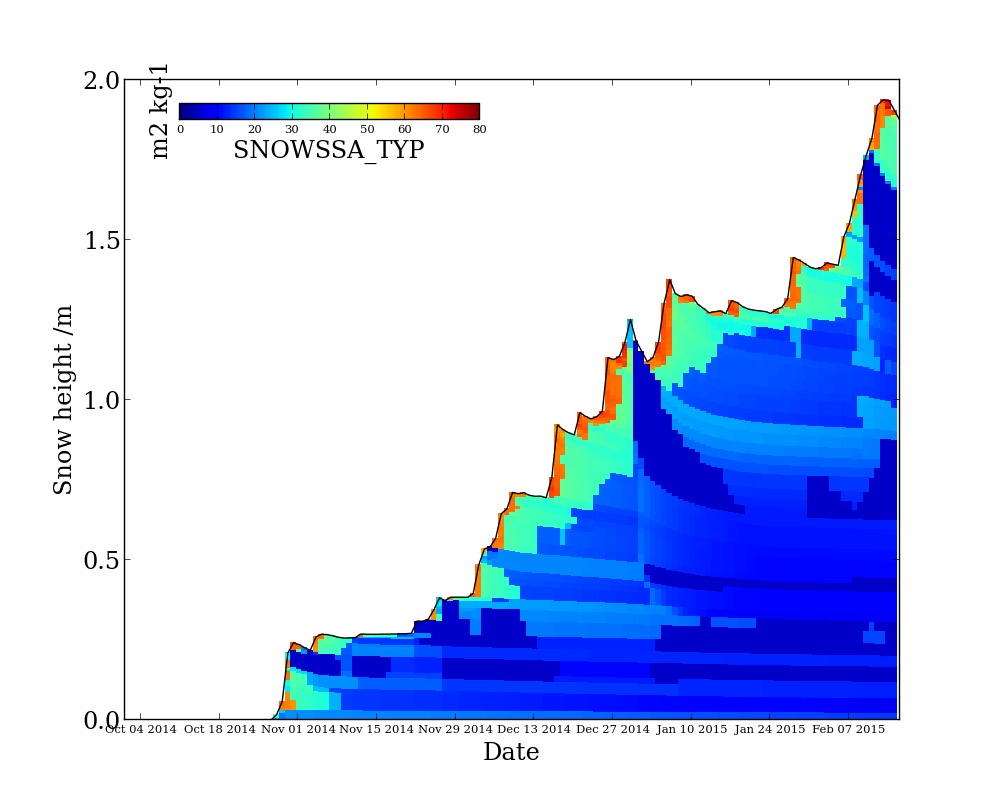 2.0
m2 kg-1
0 10 20 30 40 50 60 70 80
SNOWSSA_TYP
1.5
Snow height /m
1.0
0.5
0.0
Oct 04 2014 Oct 18 2014 Nov 01 2014 Nov 15 2014 Nov 29 2014 Dec 13 2014 Dec 27 2014 Jan 10 2015 Jan 24 2015 Feb 07 2015
Date